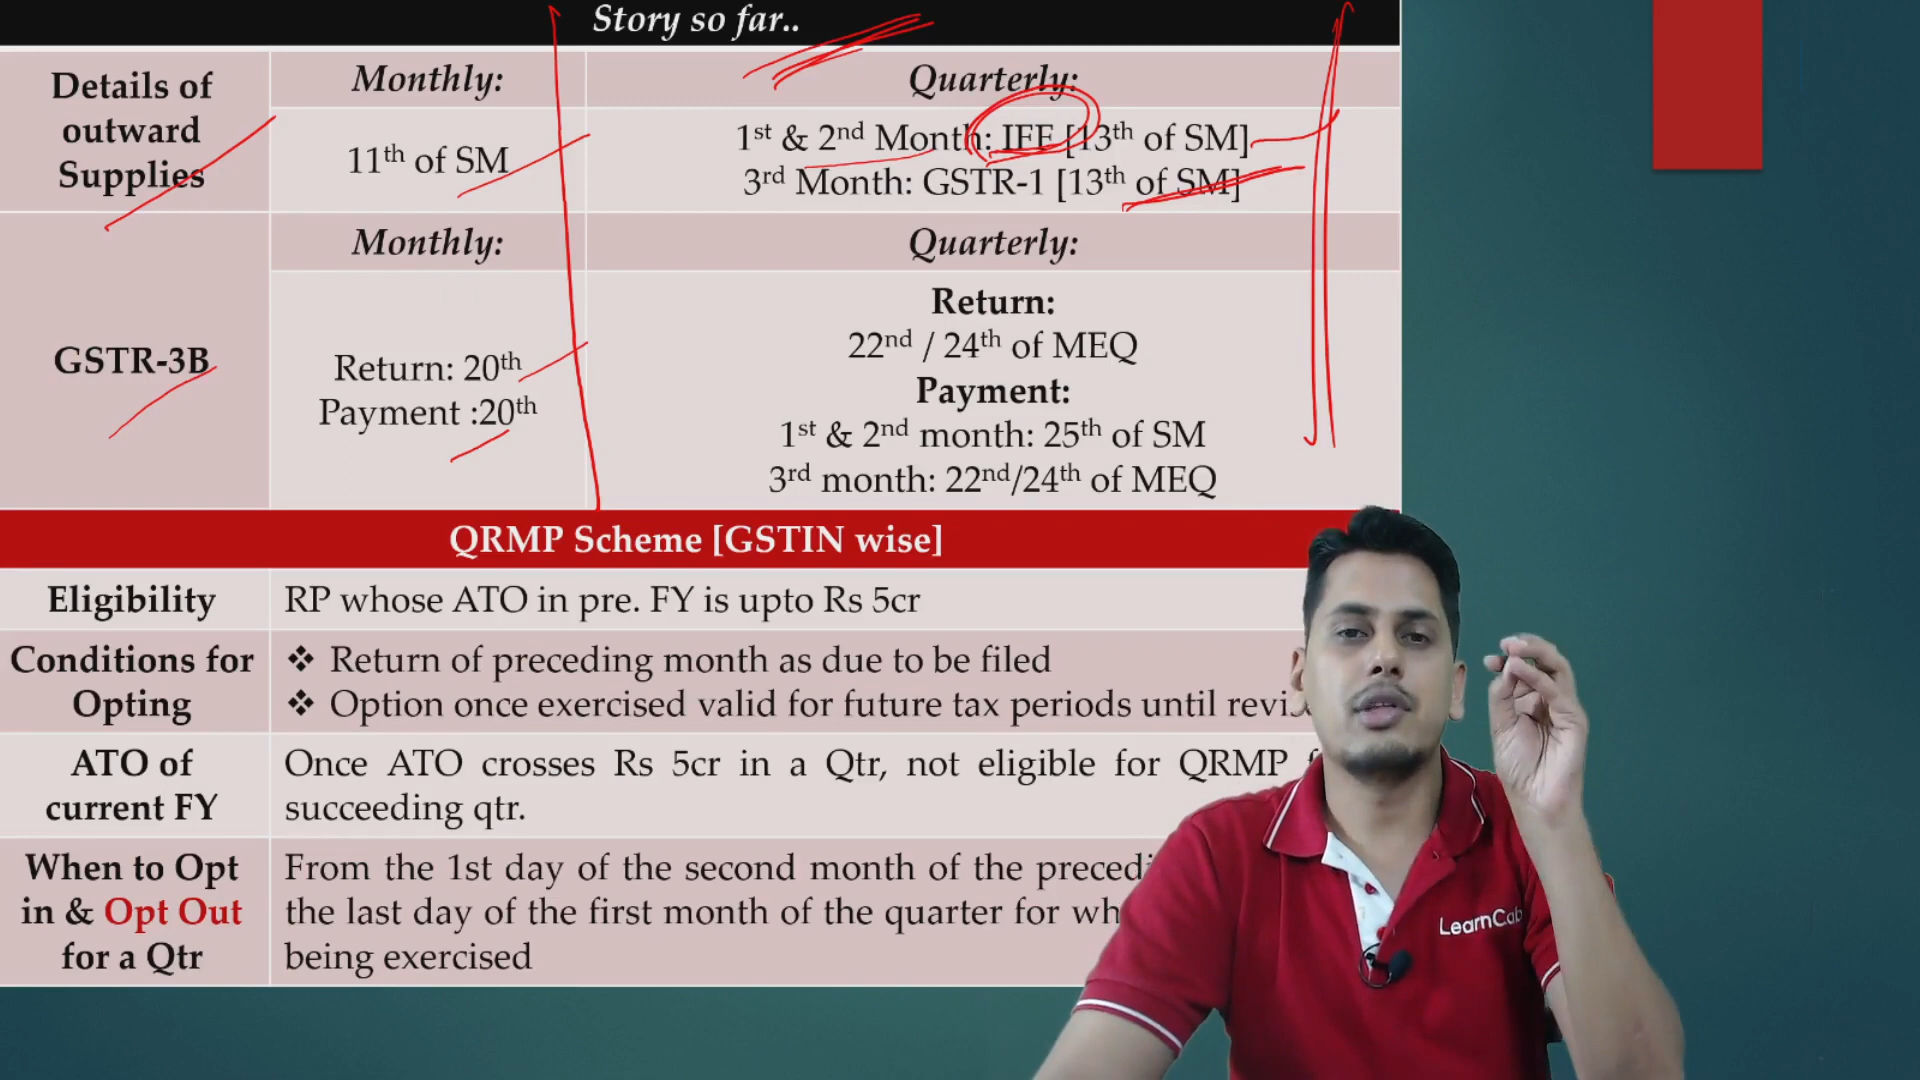 Story so far..
Details of outward Supplies
Monthly:
Quarterly:
11th of SM
1st & 2nd Month: IFF [13th of SM]
3rd Month: GSTR-1 [13th of SM]
GSTR-3B
Monthly:
Quarterly:
Return: 20th
Payment :20th
Return:
22nd / 24th of MEQ
Payment:
1st & 2nd month: 25th of SM
3rd month: 22nd/24th of MEQ
QRMP Scheme [GSTIN wise]
Eligibility
RP whose ATO in pre. FY is upto Rs 5cr
Conditions for
Opting
❖ Return of preceding month as due to be filed
❖ Option once exercised valid for future tax periods until
ATO of
current FY
Once ATO crosses Rs 5cr in a Qtr, not eligible for QRMP
succeeding qtr.
When to Opt
in & Opt Out
for a Qtr
From the 1st day of the second month of the
the last day of the first month of the quarter for
being exercised
LearnCab